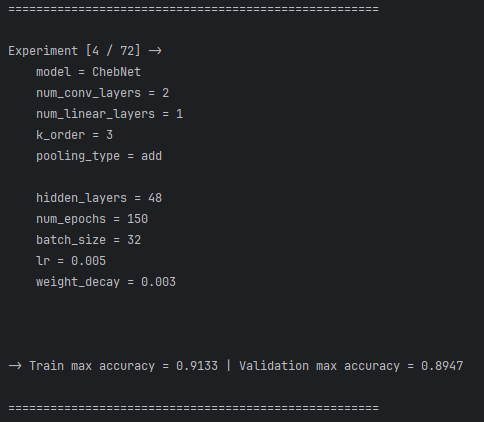 =====================================================
Experiment [4 / 72] ->
model = ChebNet
num_conv_layers = 2
num_linear_layers = 1
k_order = 3
pooling_type = add
hidden_layers = 48
num_epochs = 150
batch_size = 32
lr = 0.005
weight_decay = 0.003
-> Train max accuracy = 0.9133 | Validation max accuracy = 0.8947
=====================================================